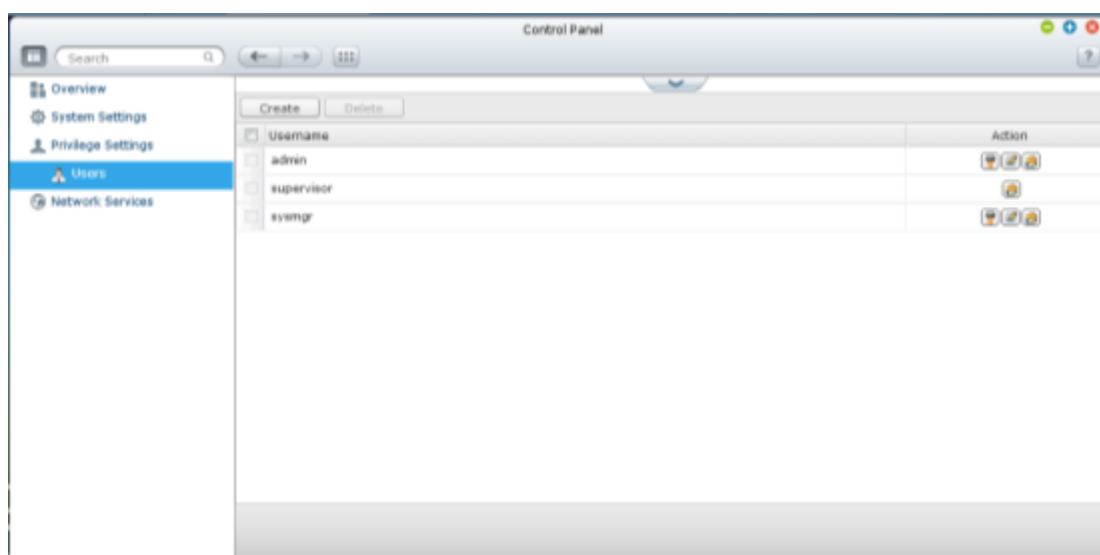 Control Panel
Search
?
Overview
System Settings
Privilege Settings
Users
Network Services
Create Delete
Username Action
admin
supervisor
sysmgr